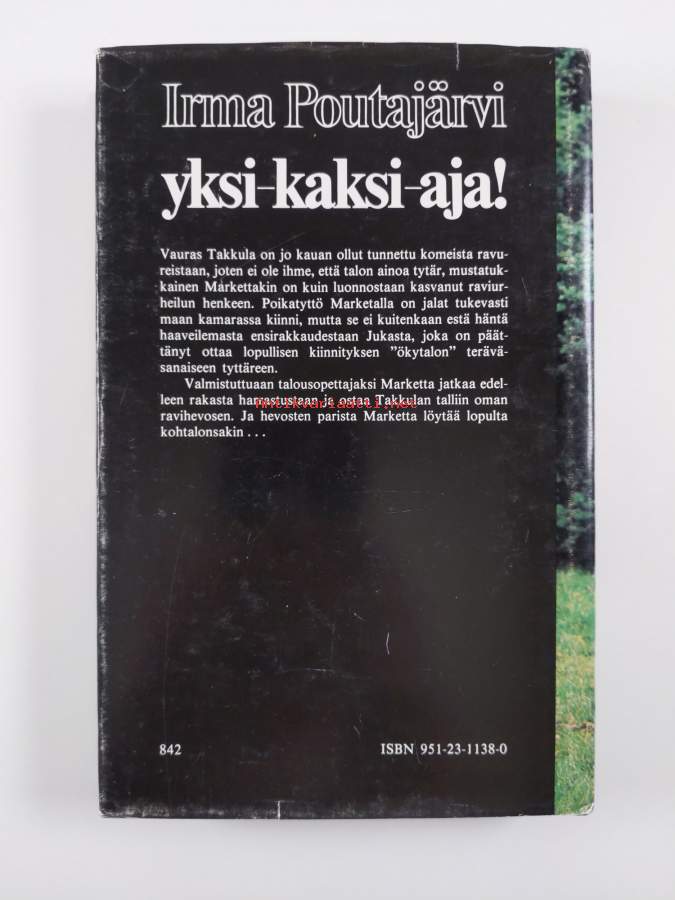 Irma Poutajärvi
yksi-kaksi-aja!
Vauras Takkula on jo kauan ollut tunnettu komeista ravu-
reistaan, joten ei ole ihme, että talon ainoa tytär, mustatuk-
kainen Markettakin on kuin luonnostaan kasvanut raviur-
heilun henkeen. Poikatyttö Marketalla on jalat tukevasti
maan kamarassa kiinni, mutta se ei kuitenkaan estä häntä
haaveilemasta ensirakkaudestaan Jukasta, joka on päät-
tänyt ottaa lopullisen kiinnityksen "ökytalon" terävä-
sanaiseen tyttäreen.
Valmistuttuaan talousopettajaksi Marketta jatkaa edel-
leen rakasta harrastustaan ja ostaa Takkulan talliin oman
Antikvariaatti.net
ravihevosen. Ja hevosten parista Marketta löytää lopulta
kohtalonsakin . . .
842
ISBN 951-23-1138-0